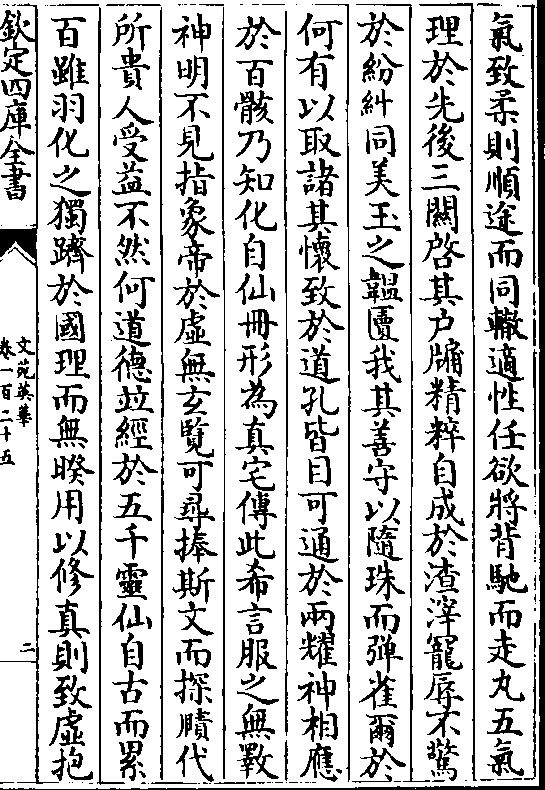 氣致柔則順途而同轍適性任欲將背馳而走丸五氣
理於先後三關啓其户牖精粹自成於渣滓寵辱不驚
於紛糾同美玉之韞匵我其善守以隨珠而弹雀爾於
何有以取諸其懷致於道孔皆目可通於兩耀神相應
於百骸乃知化自仙冊形為真宅傳此希言服之無斁
神明不見指象帝於虛無玄覽可尋捧斯文而探賾代
所貴人受益不然何道德並經於五千靈仙自古而累
百雖羽化之獨躋於國理而無暌用以修真則致虛抱
欽定四庫全書
文苑英華
卷一百二十五
二